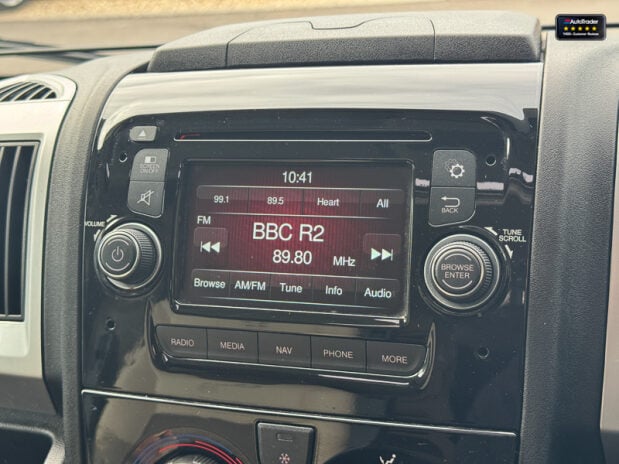 AutoTrader
10:41
SCREEN ON/OFF
99.1 89.5 Heart All
FM
BBC R2
89.80 MHz
Browse AM/FM Tune Info Audio
BACK
VOLUME
TUNE
SCROLL
BROWSE
ENTER
RADIO MEDIA NAV PHONE MORE